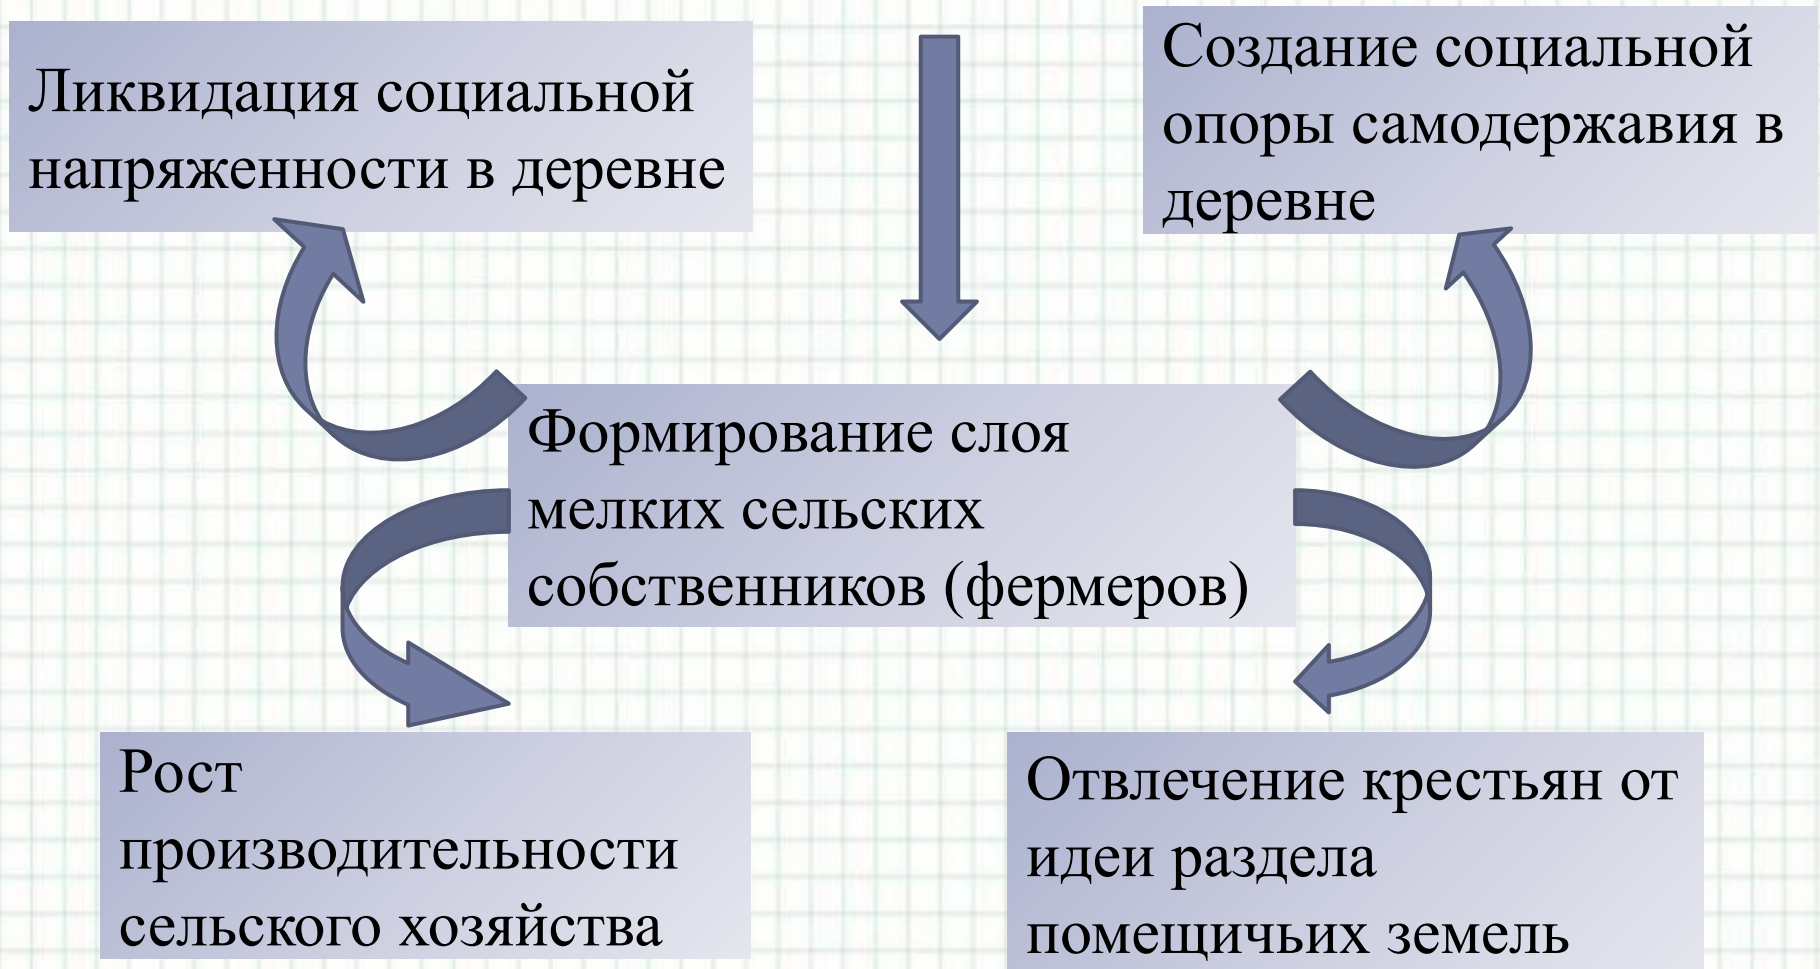 Ликвидация социальной
напряженности в деревне
Создание социальной
опоры самодержавия в
деревне
Формирование слоя
мелких сельских
собственников (фермеров)
Рост
производительности
сельского хозяйства
Отвлечение крестьян от
идеи раздела
помещичьих земель